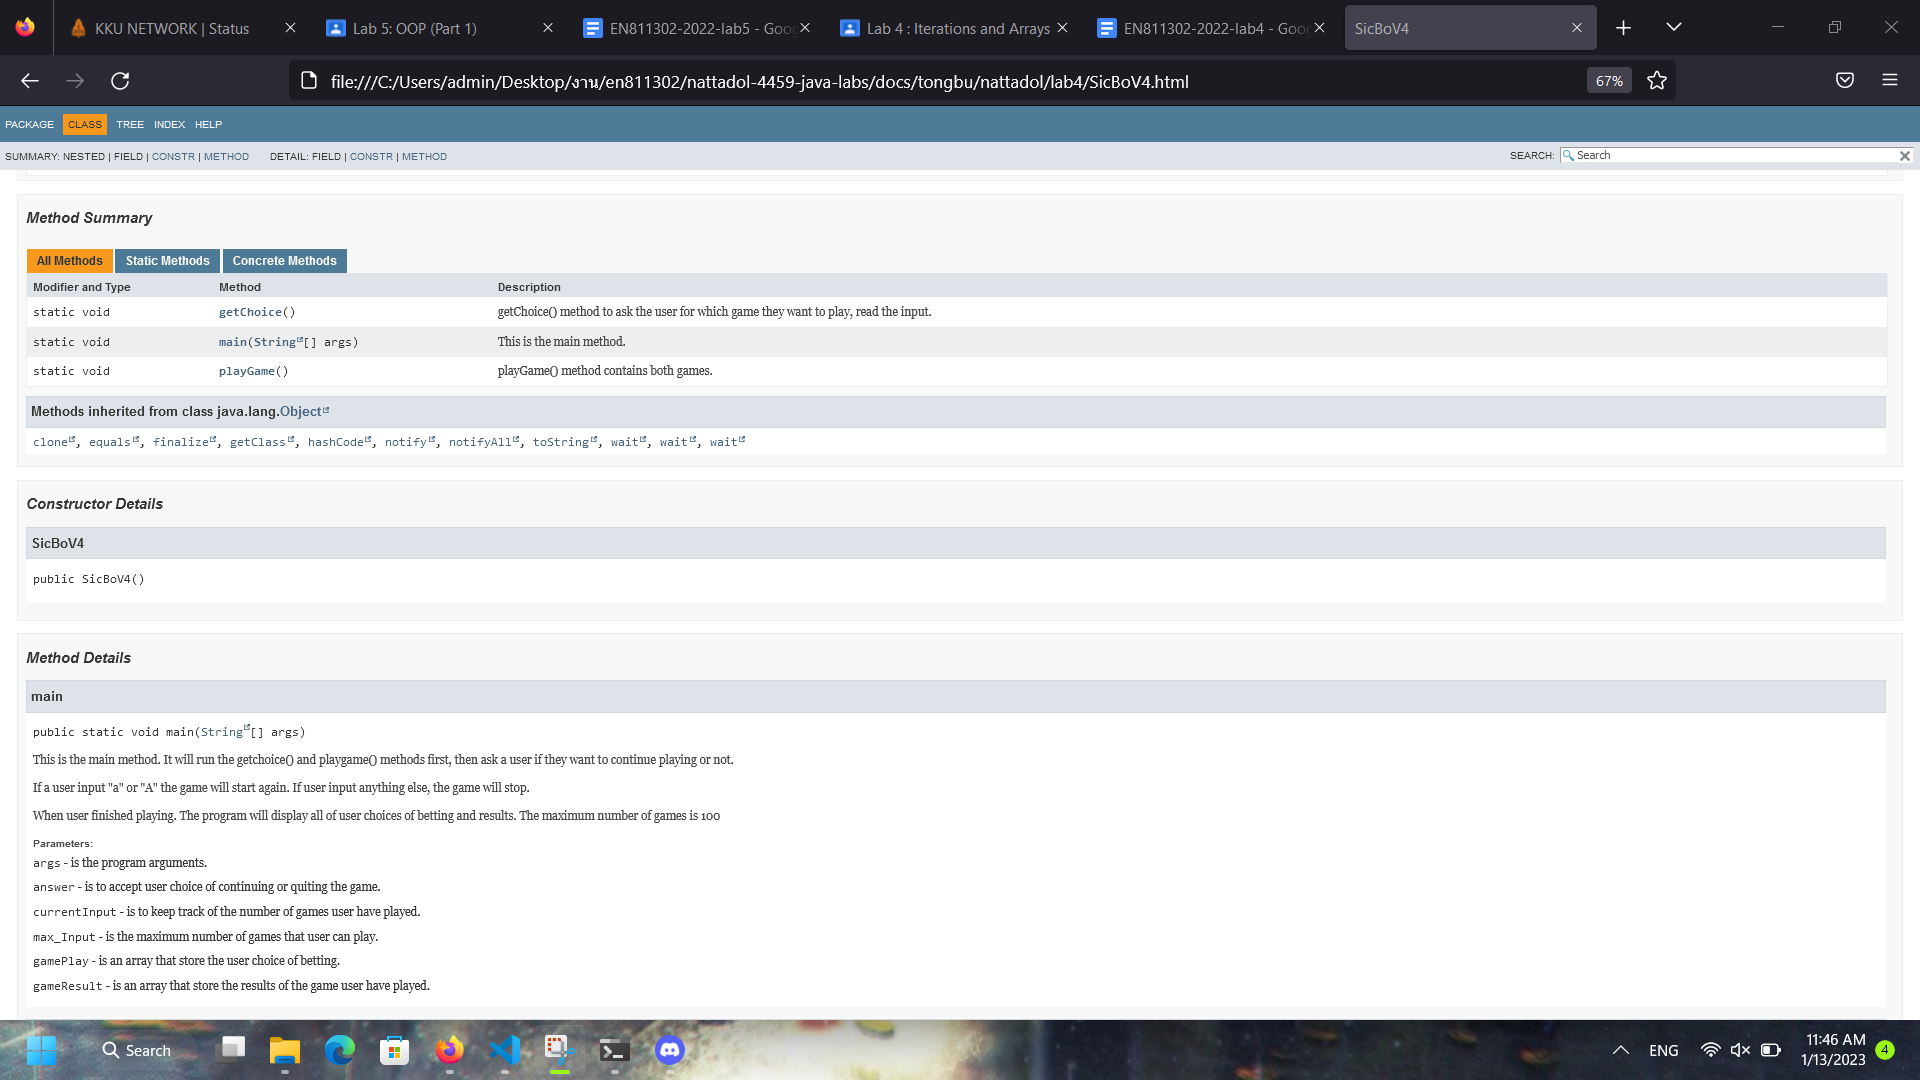 KKU NETWORK | Status
Lab 5: OOP (Part 1)
EN811302-2022-lab5 - Goo
Lab 4 : Iterations and Arrays
EN811302-2022-lab4 - Goo
SicBoV4
file:///C:/Users/admin/Desktop/งาน/en811302/nattadol-4459-java-labs/docs/tongbu/nattadol/lab4/SicBoV4.html
67%
PACKAGE CLASS TREE INDEX HELP
SUMMARY: NESTED | FIELD | CONSTR | METHOD DETAIL: FIELD | CONSTR | METHOD
SEARCH: Search
Method Summary
All Methods Static Methods Concrete Methods
Modifier and Type Method Description
static void getChoice() getChoice() method to ask the user for which game they want to play, read the input.
static void main(String[] args) This is the main method.
static void playGame() playGame() method contains both games.
Methods inherited from class java.lang.Object
clone, equals, finalize, getClass, hashCode, notify, notifyAll, toString, wait, wait, wait
Constructor Details
SicBoV4
public SicBoV4()
Method Details
main
public static void main(String[] args)
This is the main method. It will run the getchoice() and playgame() methods first, then ask a user if they want to continue playing or not.
If a user input "a" or "A" the game will start again. If user input anything else, the game will stop.
When user finished playing. The program will display all of user choices of betting and results. The maximum number of games is 100
Parameters:
args - is the program arguments.
answer - is to accept user choice of continuing or quiting the game.
currentInput - is to keep track of the number of games user have played.
max_Input - is the maximum number of games that user can play.
gamePlay - is an array that store the user choice of betting.
gameResult - is an array that store the results of the game user have played.
Search
ENG
11:46 AM
1/13/2023
4